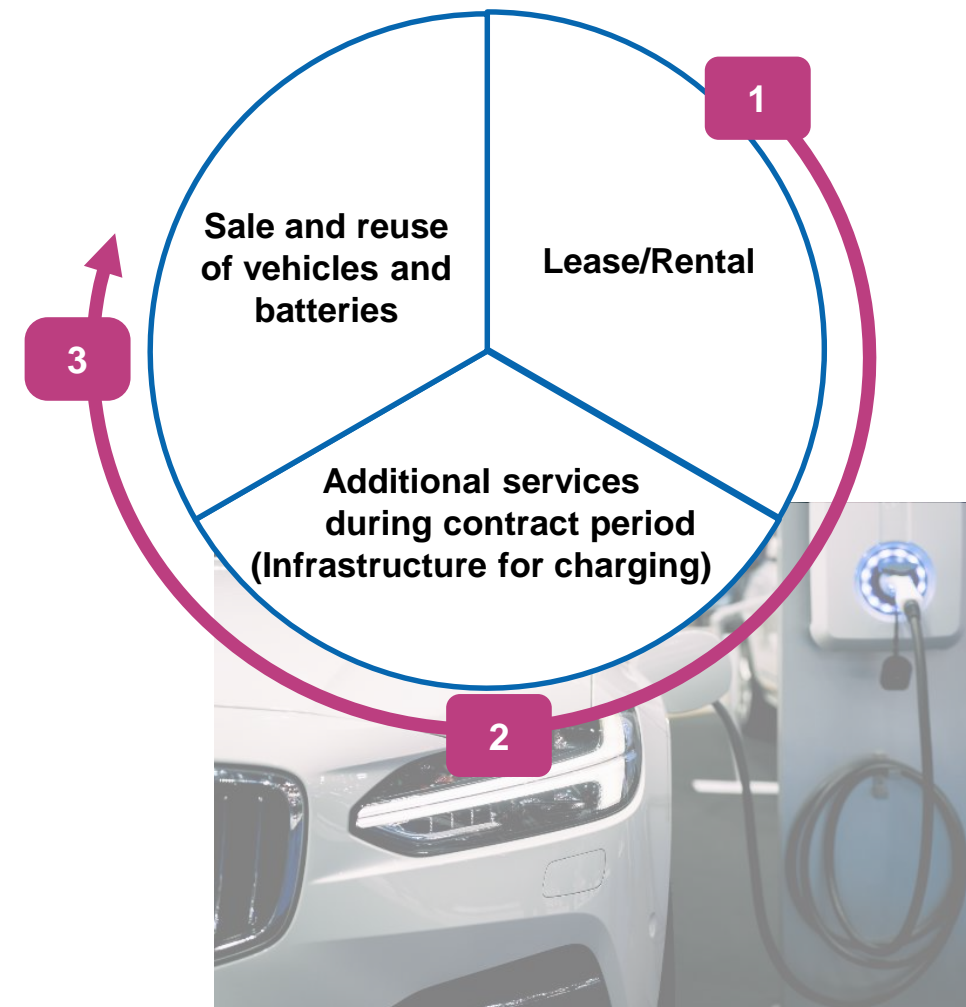 1
Lease/Rental
2
Additional services
during contract period
(Infrastructure for charging)
3
Sale and reuse
of vehicles and
batteries